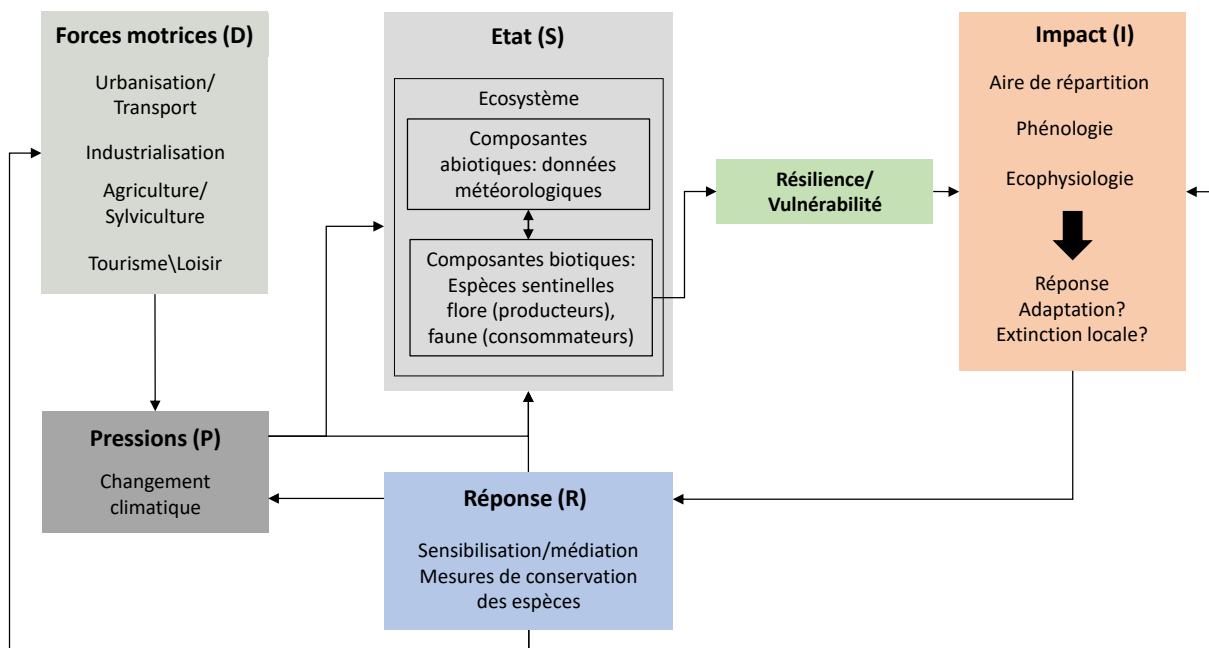 Forces motrices (D)
Urbanisation/
Transport
Industrialisation
Agriculture/
Sylviculture
Tourisme\Loisir
Pressions (P)
Changement
climatique
Etat (S)
Ecosystème
Composantes
abiotiques: données
météorologiques
Composantes biotiques:
Espèces sentinelles
flore (producteurs),
faune (consommateurs)
Résilience/
Vulnérabilité
Impact (I)
Aire de répartition
Phénologie
Ecophysiologie
Réponse
Adaptation?
Extinction locale?
Réponse (R)
Sensibilisation/médiation
Mesures de conservation
des espèces